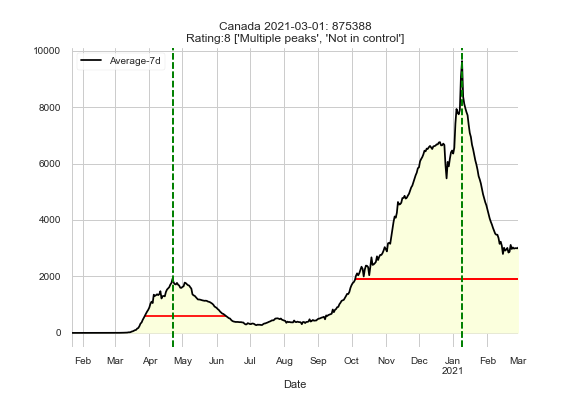 Canada 2021-03-01: 875388
Rating:8 ['Multiple peaks', 'Not in control']
Average-7d
10000
8000
6000
4000
2000
0
Feb Mar Apr May Jun Jul Aug Sep Oct Nov Dec Jan Feb Mar
2021
Date